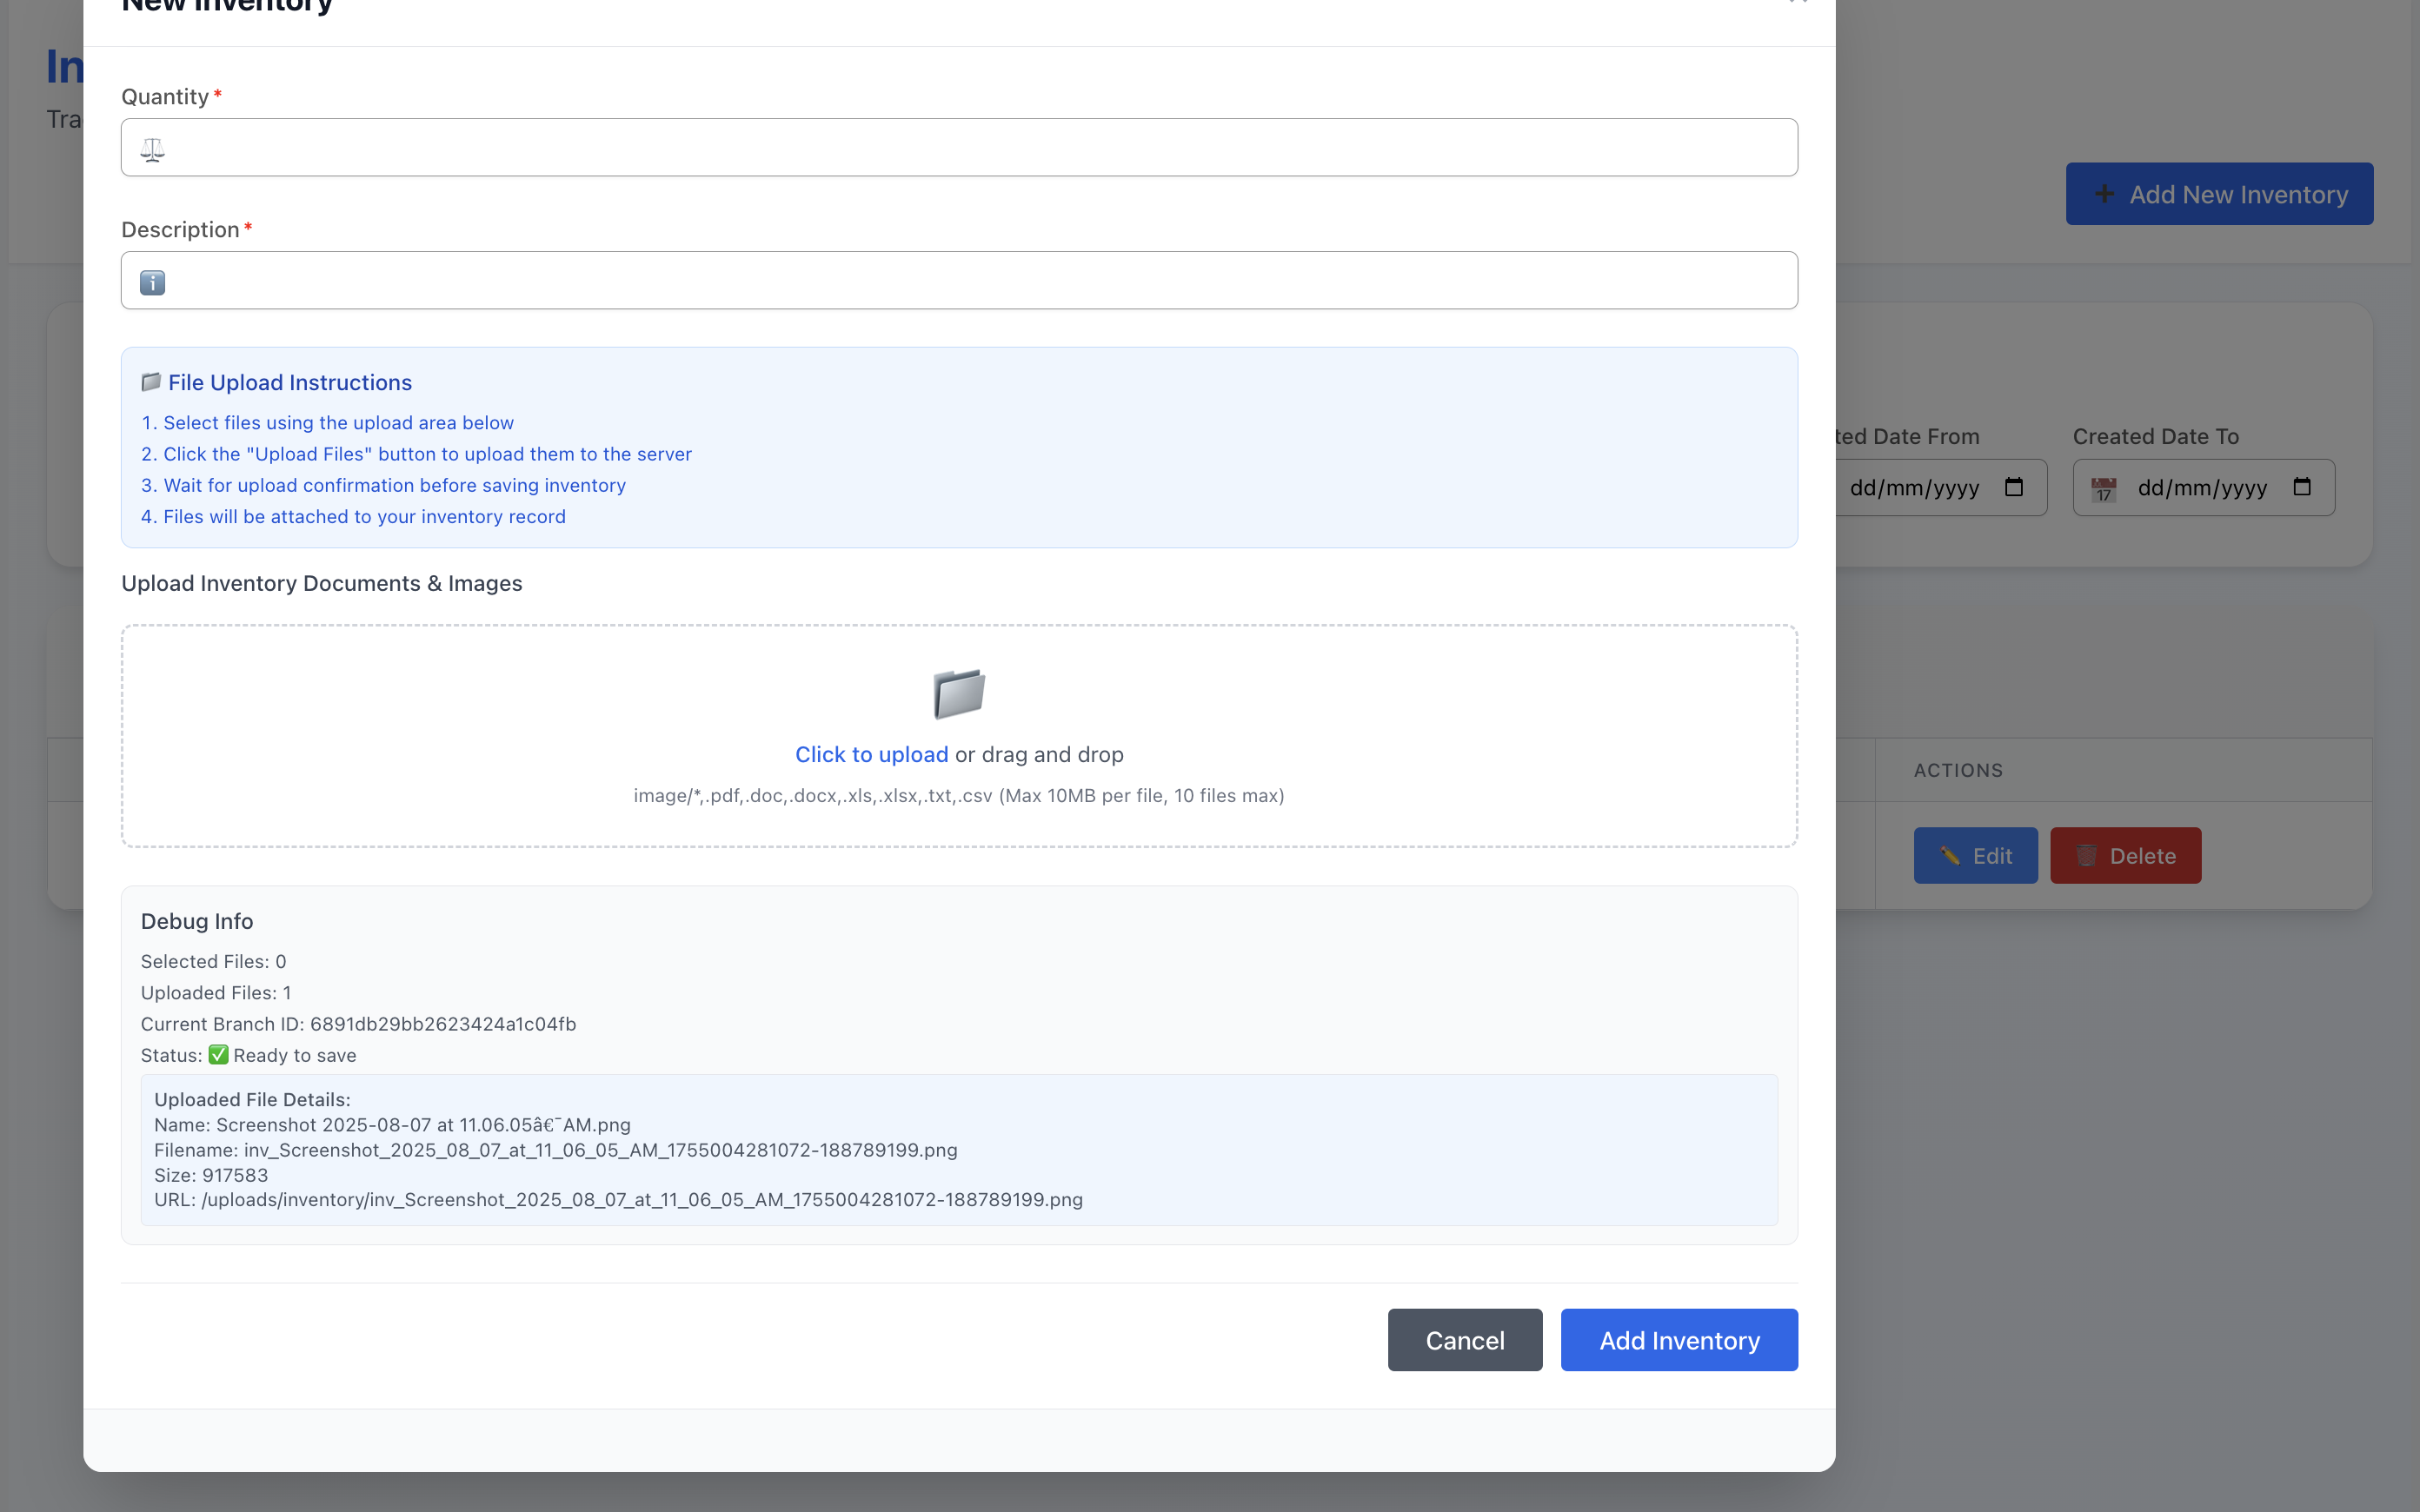 New Inventory
In
Tra
Quantity *
Description *
➕ Add New Inventory
File Upload Instructions
1. Select files using the upload area below
2. Click the "Upload Files" button to upload them to the server
3. Wait for upload confirmation before saving inventory
4. Files will be attached to your inventory record
ted Date From
Created Date To
dd/mm/yyyy
17 dd/mm/yyyy
Upload Inventory Documents & Images
Click to upload or drag and drop
image/*,.pdf,.doc,.docx,.xls,.xlsx,.txt,.csv (Max 10MB per file, 10 files max)
ACTIONS
Edit
Delete
Debug Info
Selected Files: 0
Uploaded Files: 1
Current Branch ID: 6891db29bb2623424a1c04fb
Status: ✅ Ready to save
Uploaded File Details:
Name: Screenshot 2025-08-07 at 11.06.05â€¯AM.png
Filename: inv_Screenshot_2025_08_07_at_11_06_05_AM_1755004281072-188789199.png
Size: 917583
URL: /uploads/inventory/inv_Screenshot_2025_08_07_at_11_06_05_AM_1755004281072-188789199.png
Cancel
Add Inventory